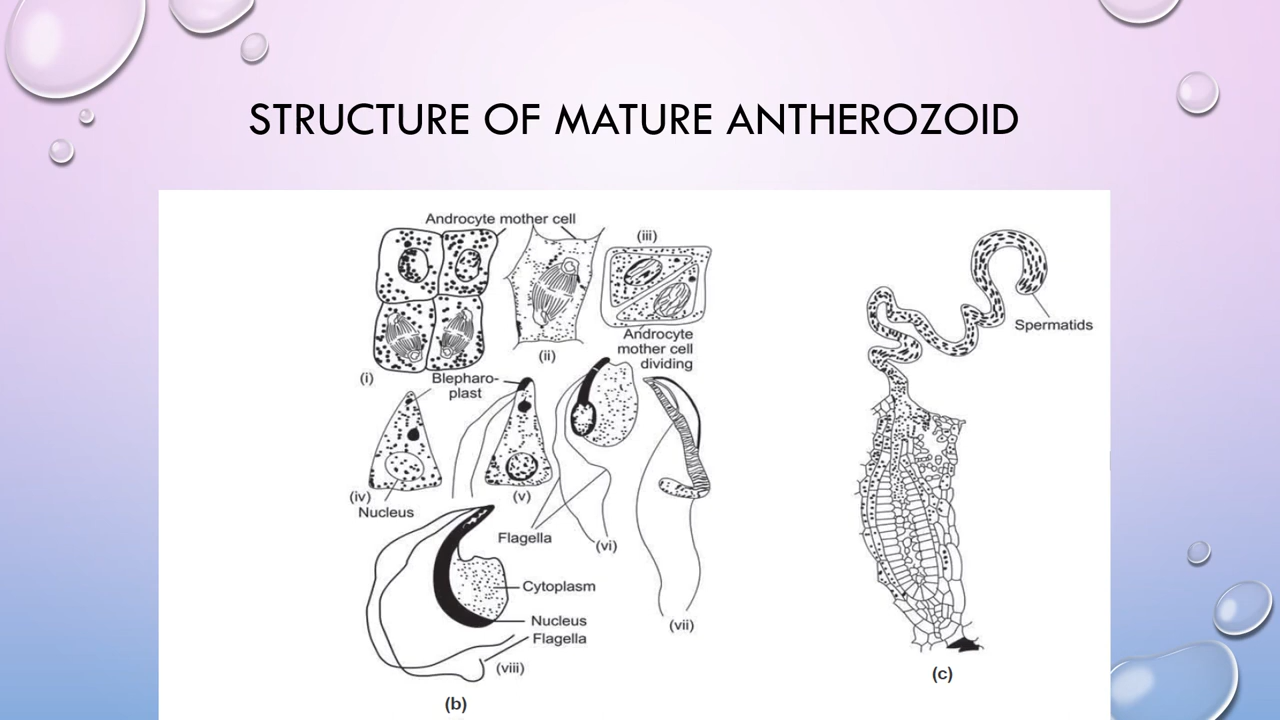 STRUCTURE OF MATURE ANTHEROZOID
Androcyte mother cell
(iii)
Spermatids
Androcyte
mother cell
dividing
(ii)
(i)
Blepharo-
plast
(iv)
(v)
Nucleus
Flagella
(vi)
Cytoplasm
Nucleus
(vii)
Flagella
(viii)
(c)
(b)